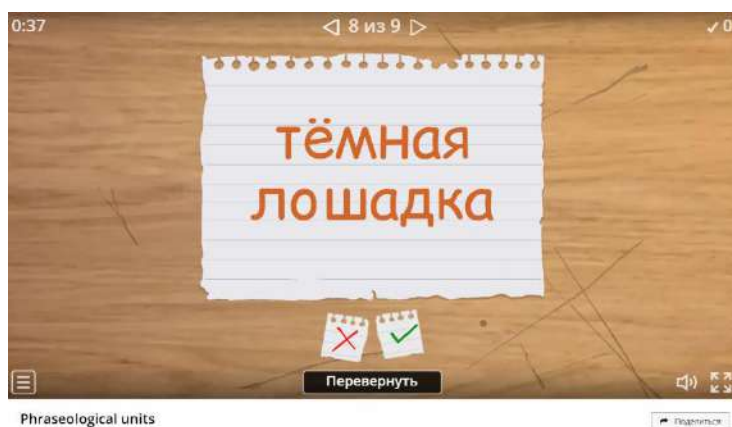 0:37
8 из 9
0
тёмная
лошадка
Перевернуть
Phraseological units
Поделиться